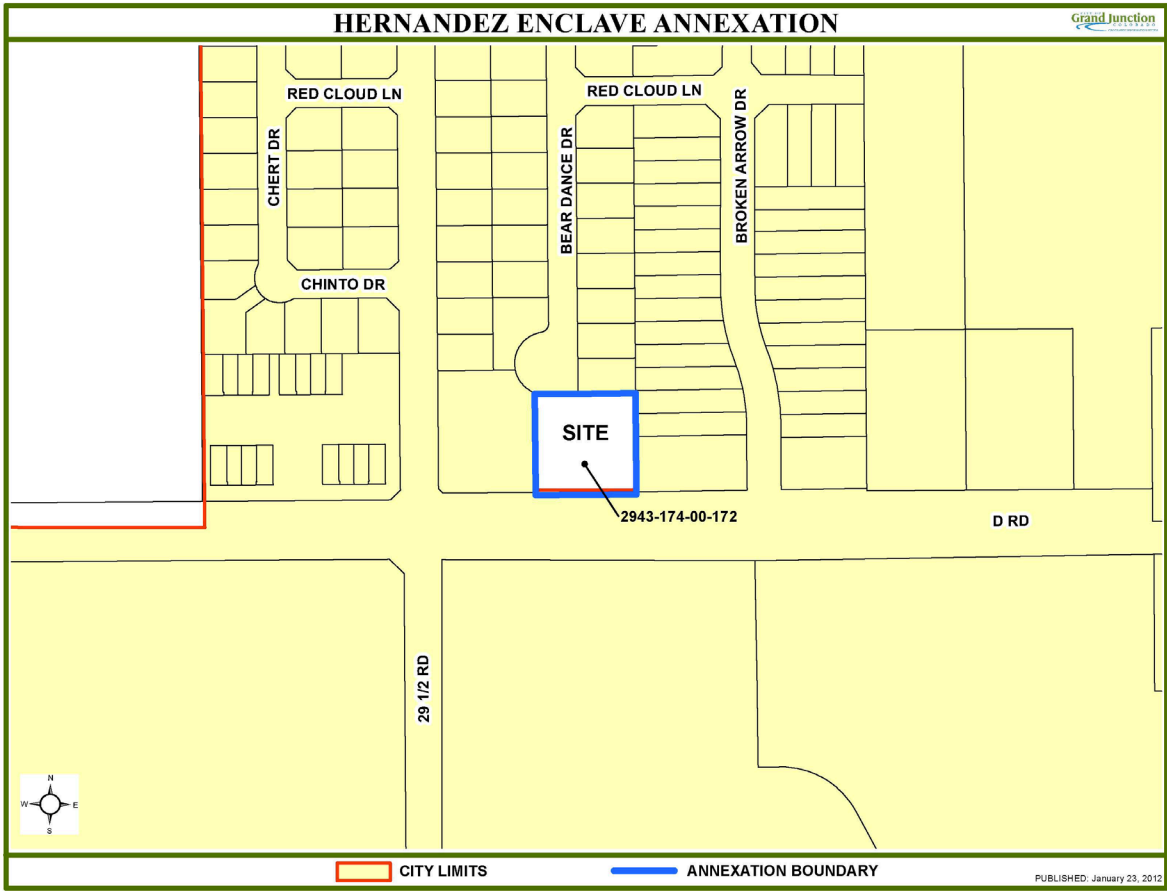 HERNANDEZ ENCLAVE ANNEXATION
Grand Junction
COLORADO
RED CLOUD LN
RED CLOUD LN
CHERT DR
BEAR DANCE DR
BROKEN ARROW DR
CHINTO DR
SITE
2943-174-00-172
D RD
29 1/2 RD
N
W
E
S
CITY LIMITS
ANNEXATION BOUNDARY
PUBLISHED: January 23, 2012